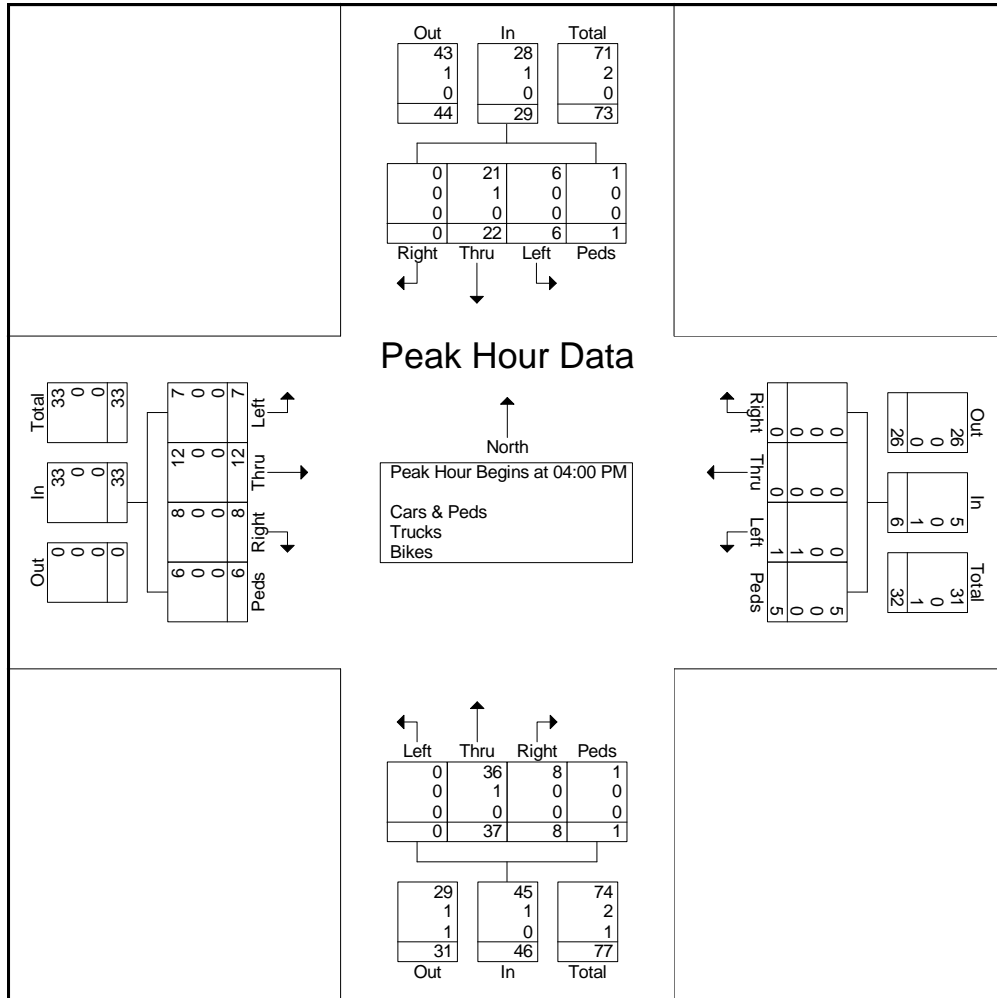 Out In Total
43 28 71
1 1 2
0 0 0
44 29 73
0 21 6 1
0 1 0 0
0 0 0 0
0 22 6 1
Right Thru Left Peds
Peak Hour Data
Out In Total
0 33 33
0 0 0
0 0 0
0 33 33
6 8 12 7
0 0 0 0
0 0 0 0
6 8 12 7
Peds Right Thru Left
North
Peak Hour Begins at 04:00 PM
Cars & Peds
Trucks
Bikes
Out In Total
26 5 31
0 0 0
0 1 1
26 6 32
0 0 0 5
0 0 0 0
0 0 1 0
0 0 1 5
Right Thru Left Peds
Left Thru Right Peds
0 36 8 1
0 1 0 0
0 0 0 0
0 37 8 1
29 45 74
1 1 2
1 0 1
31 46 77
Out In Total